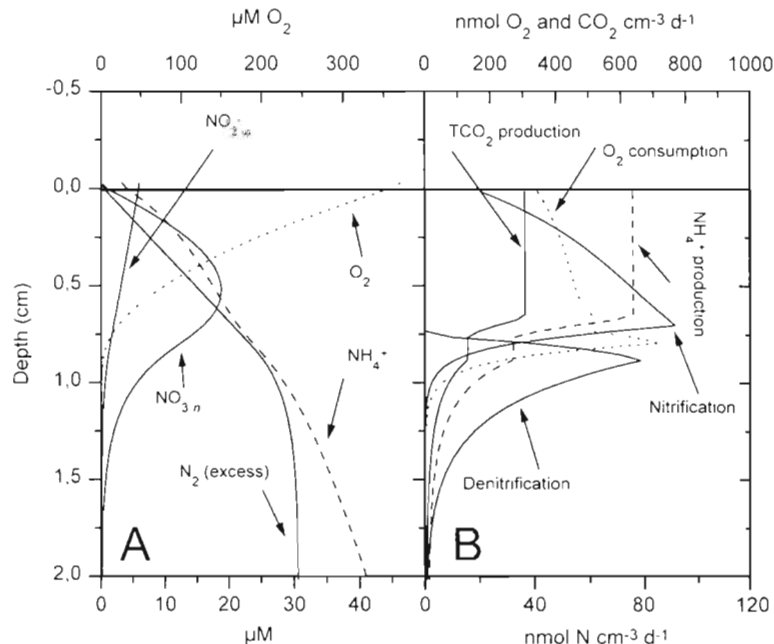 µM O₂
nmol O₂ and CO₂ cm⁻³ d⁻¹
0 100 200 300
0 200 400 600 800 1000
-0,5
0,0
0,5
1.0
1.5
2.0
Depth (cm)
TCO₂ production
O₂ consumption
O₂
NH₄⁺
NH₄⁺ production
NO₃ n
Nitrification
N₂ (excess)
Denitrification
A
B
0 10 20 30 40
0 40 80 120
µM
nmol N cm⁻³ d⁻¹